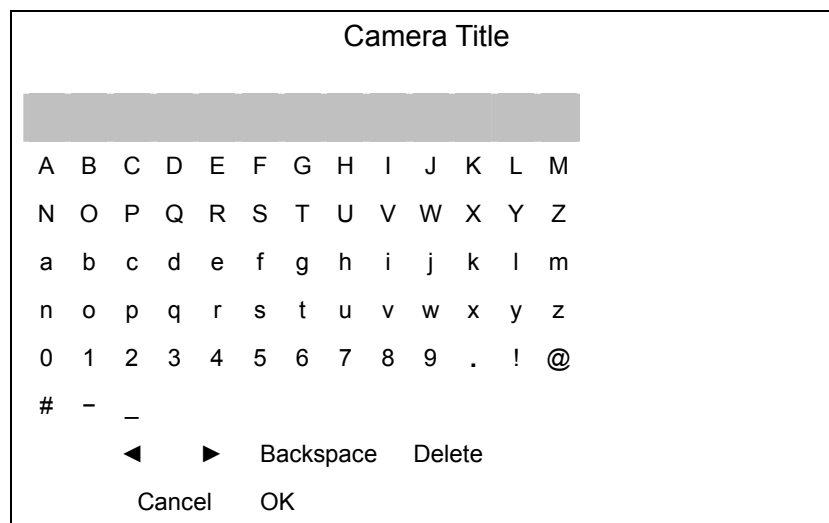 Camera Title
A B C D E F G H I J K L M
N O P Q R S T U V W X Y Z
a b c d e f g h i j k l m
n o p q r s t u v w x y z
0 1 2 3 4 5 6 7 8 9 . ! @
# − _
◄ ► Backspace Delete
Cancel OK